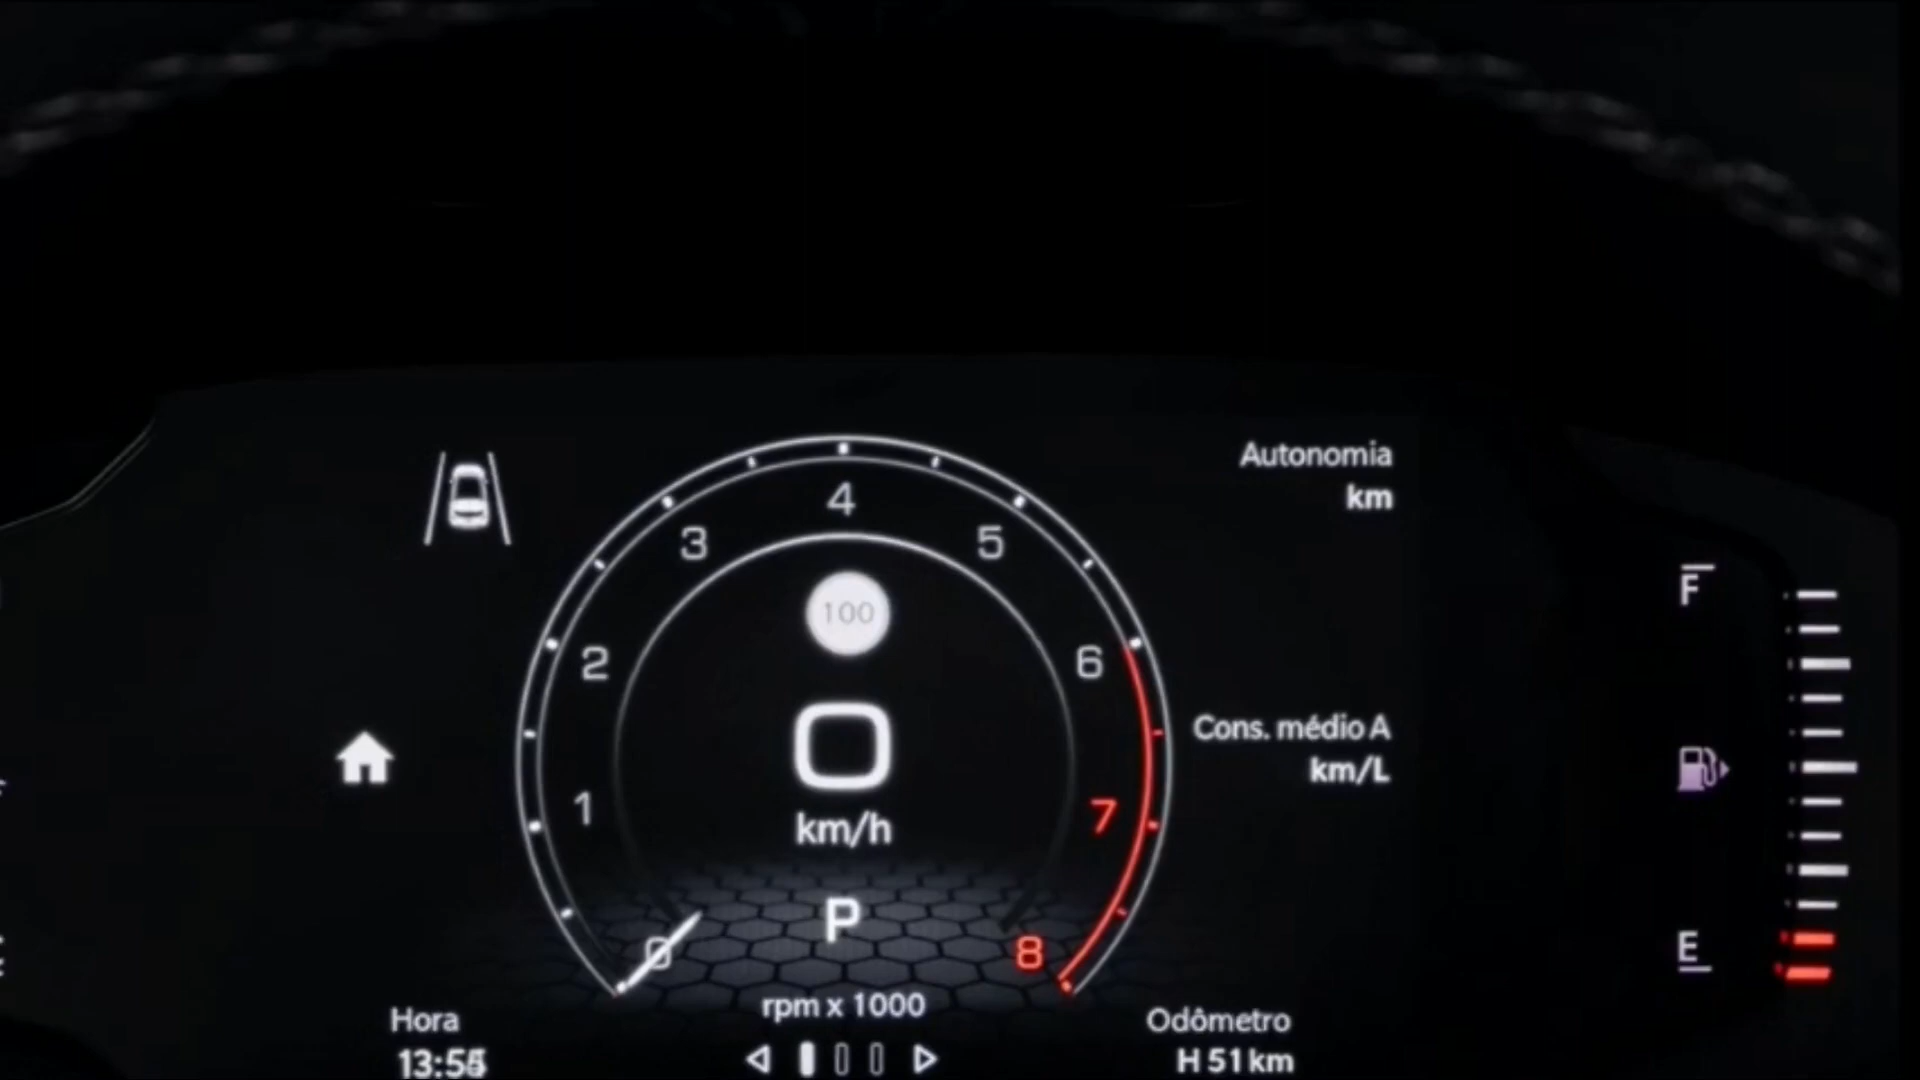 Autonomia
km
4
3
5
100
2
6
F
0
Cons. médio A
km/L
1
7
km/h
P
0
8
E
rpm x 1000
Hora
Odômetro
H 51 km